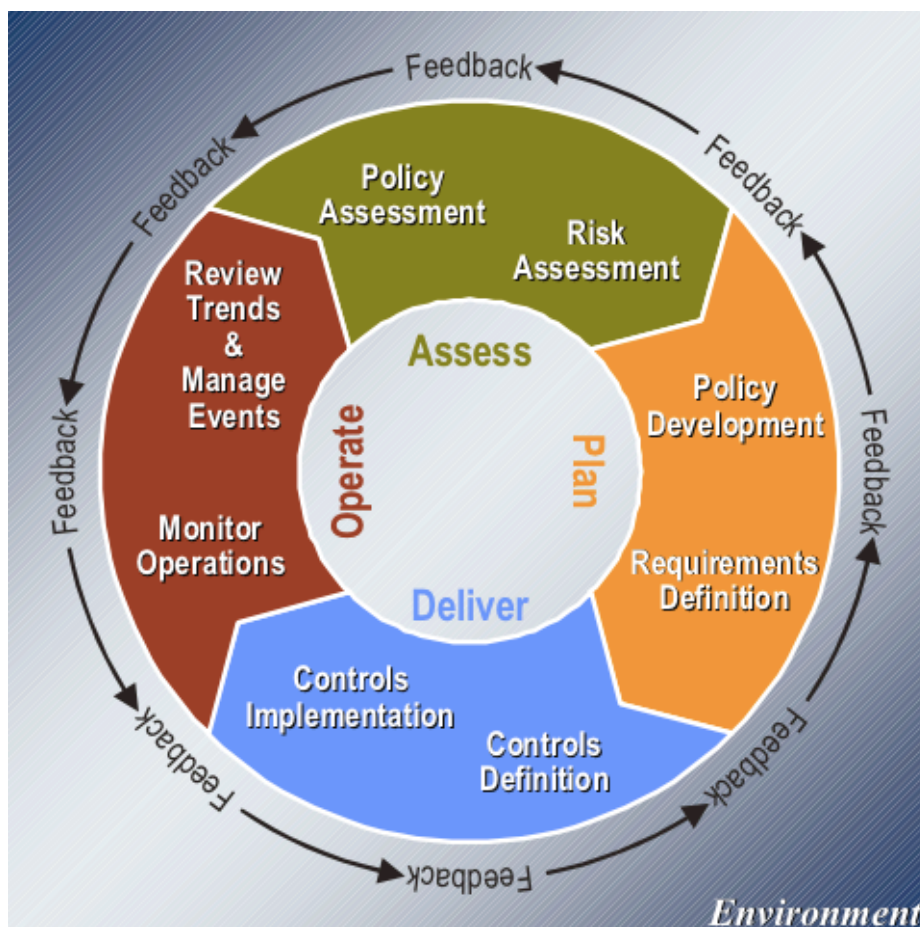 Feedback
Feedback
Feedback
Feedback
Feedback
Feedback
Feedback
Feedback
Policy
Assessment
Risk
Assessment
Review
Trends
&
Manage
Events
Assess
Policy
Development
Operate
Plan
Monitor
Operations
Requirements
Definition
Deliver
Controls
Implementation
Controls
Definition
Environment